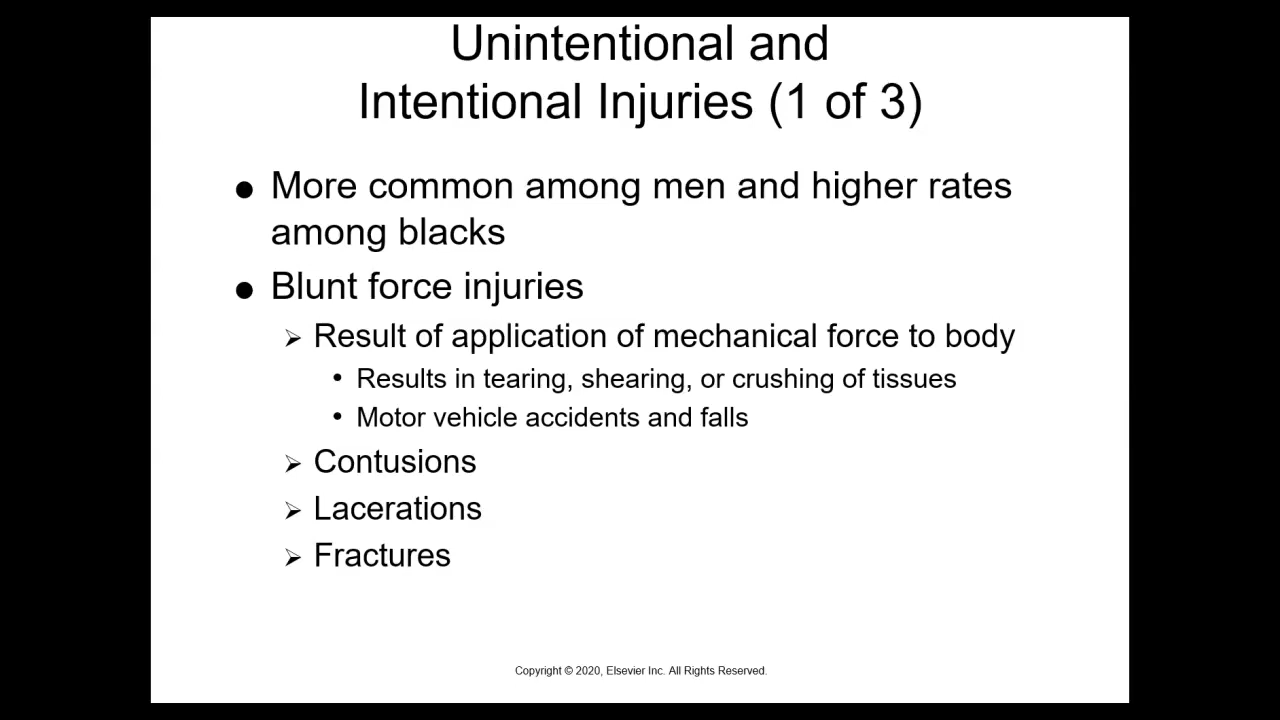 Unintentional and
Intentional Injuries (1 of 3)
● More common among men and higher rates
among blacks
● Blunt force injuries
➢ Result of application of mechanical force to body
• Results in tearing, shearing, or crushing of tissues
• Motor vehicle accidents and falls
➢ Contusions
➢ Lacerations
➢ Fractures
Copyright © 2020, Elsevier Inc. All Rights Reserved.